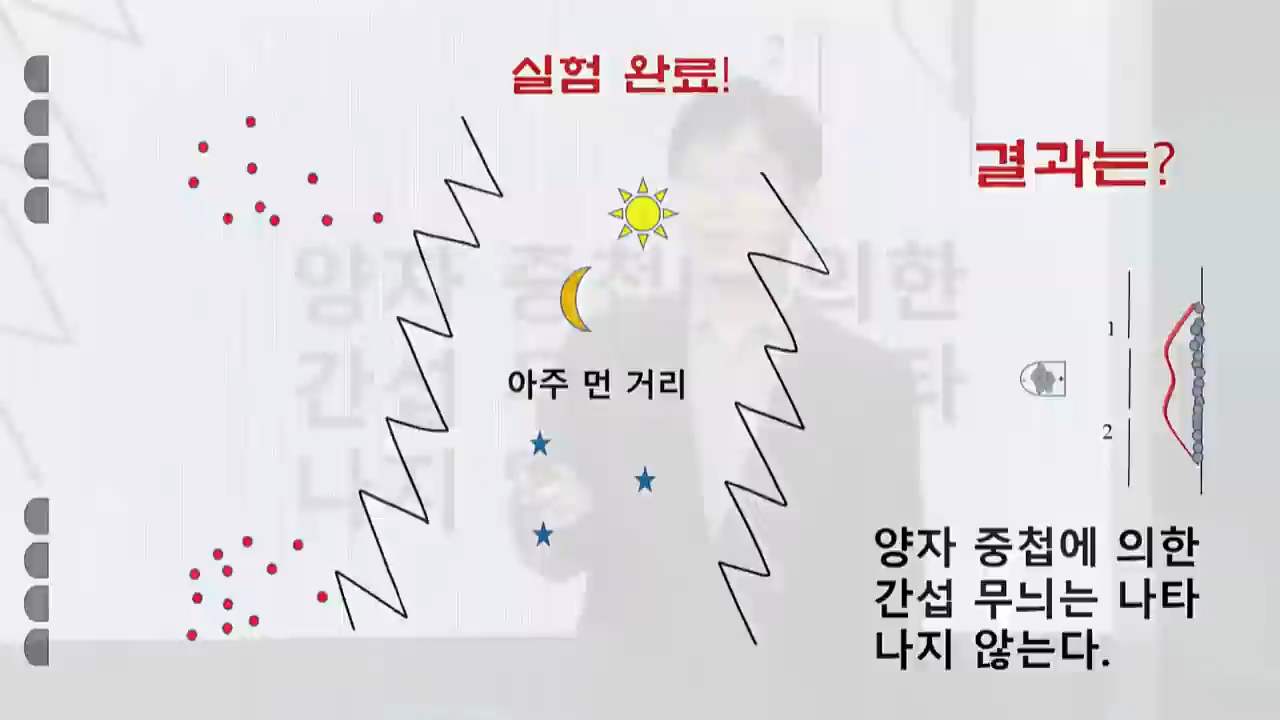 실험 완료!
결과는?
아주 먼 거리
1
2
양자 중첩에 의한
간섭 무늬는 나타
나지 않는다.